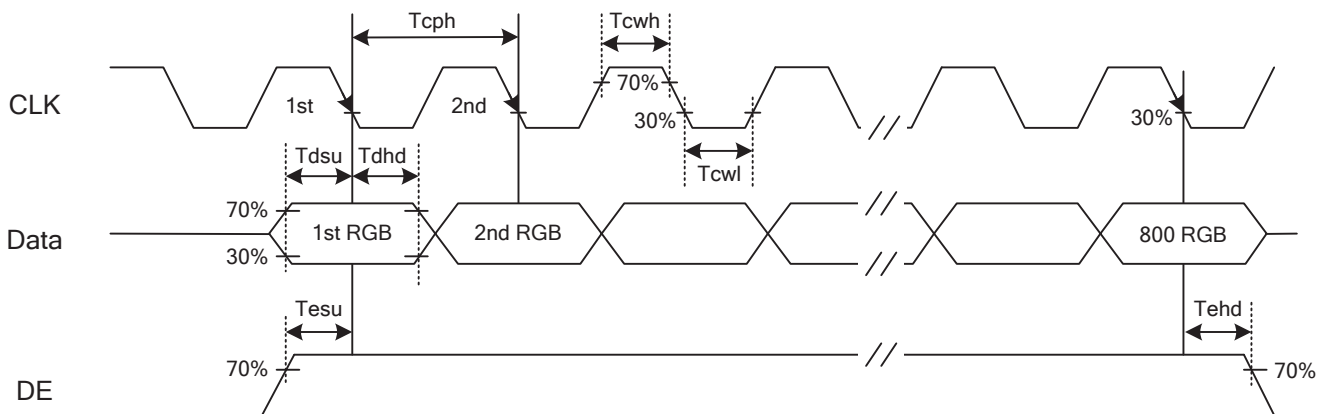 Tcph
Tcwh
CLK
1st
2nd
70%
30%
30%
Tdsu
Tdhd
Tcwl
70%
Data
1st RGB
2nd RGB
800 RGB
30%
Tesu
Tehd
70%
70%
DE